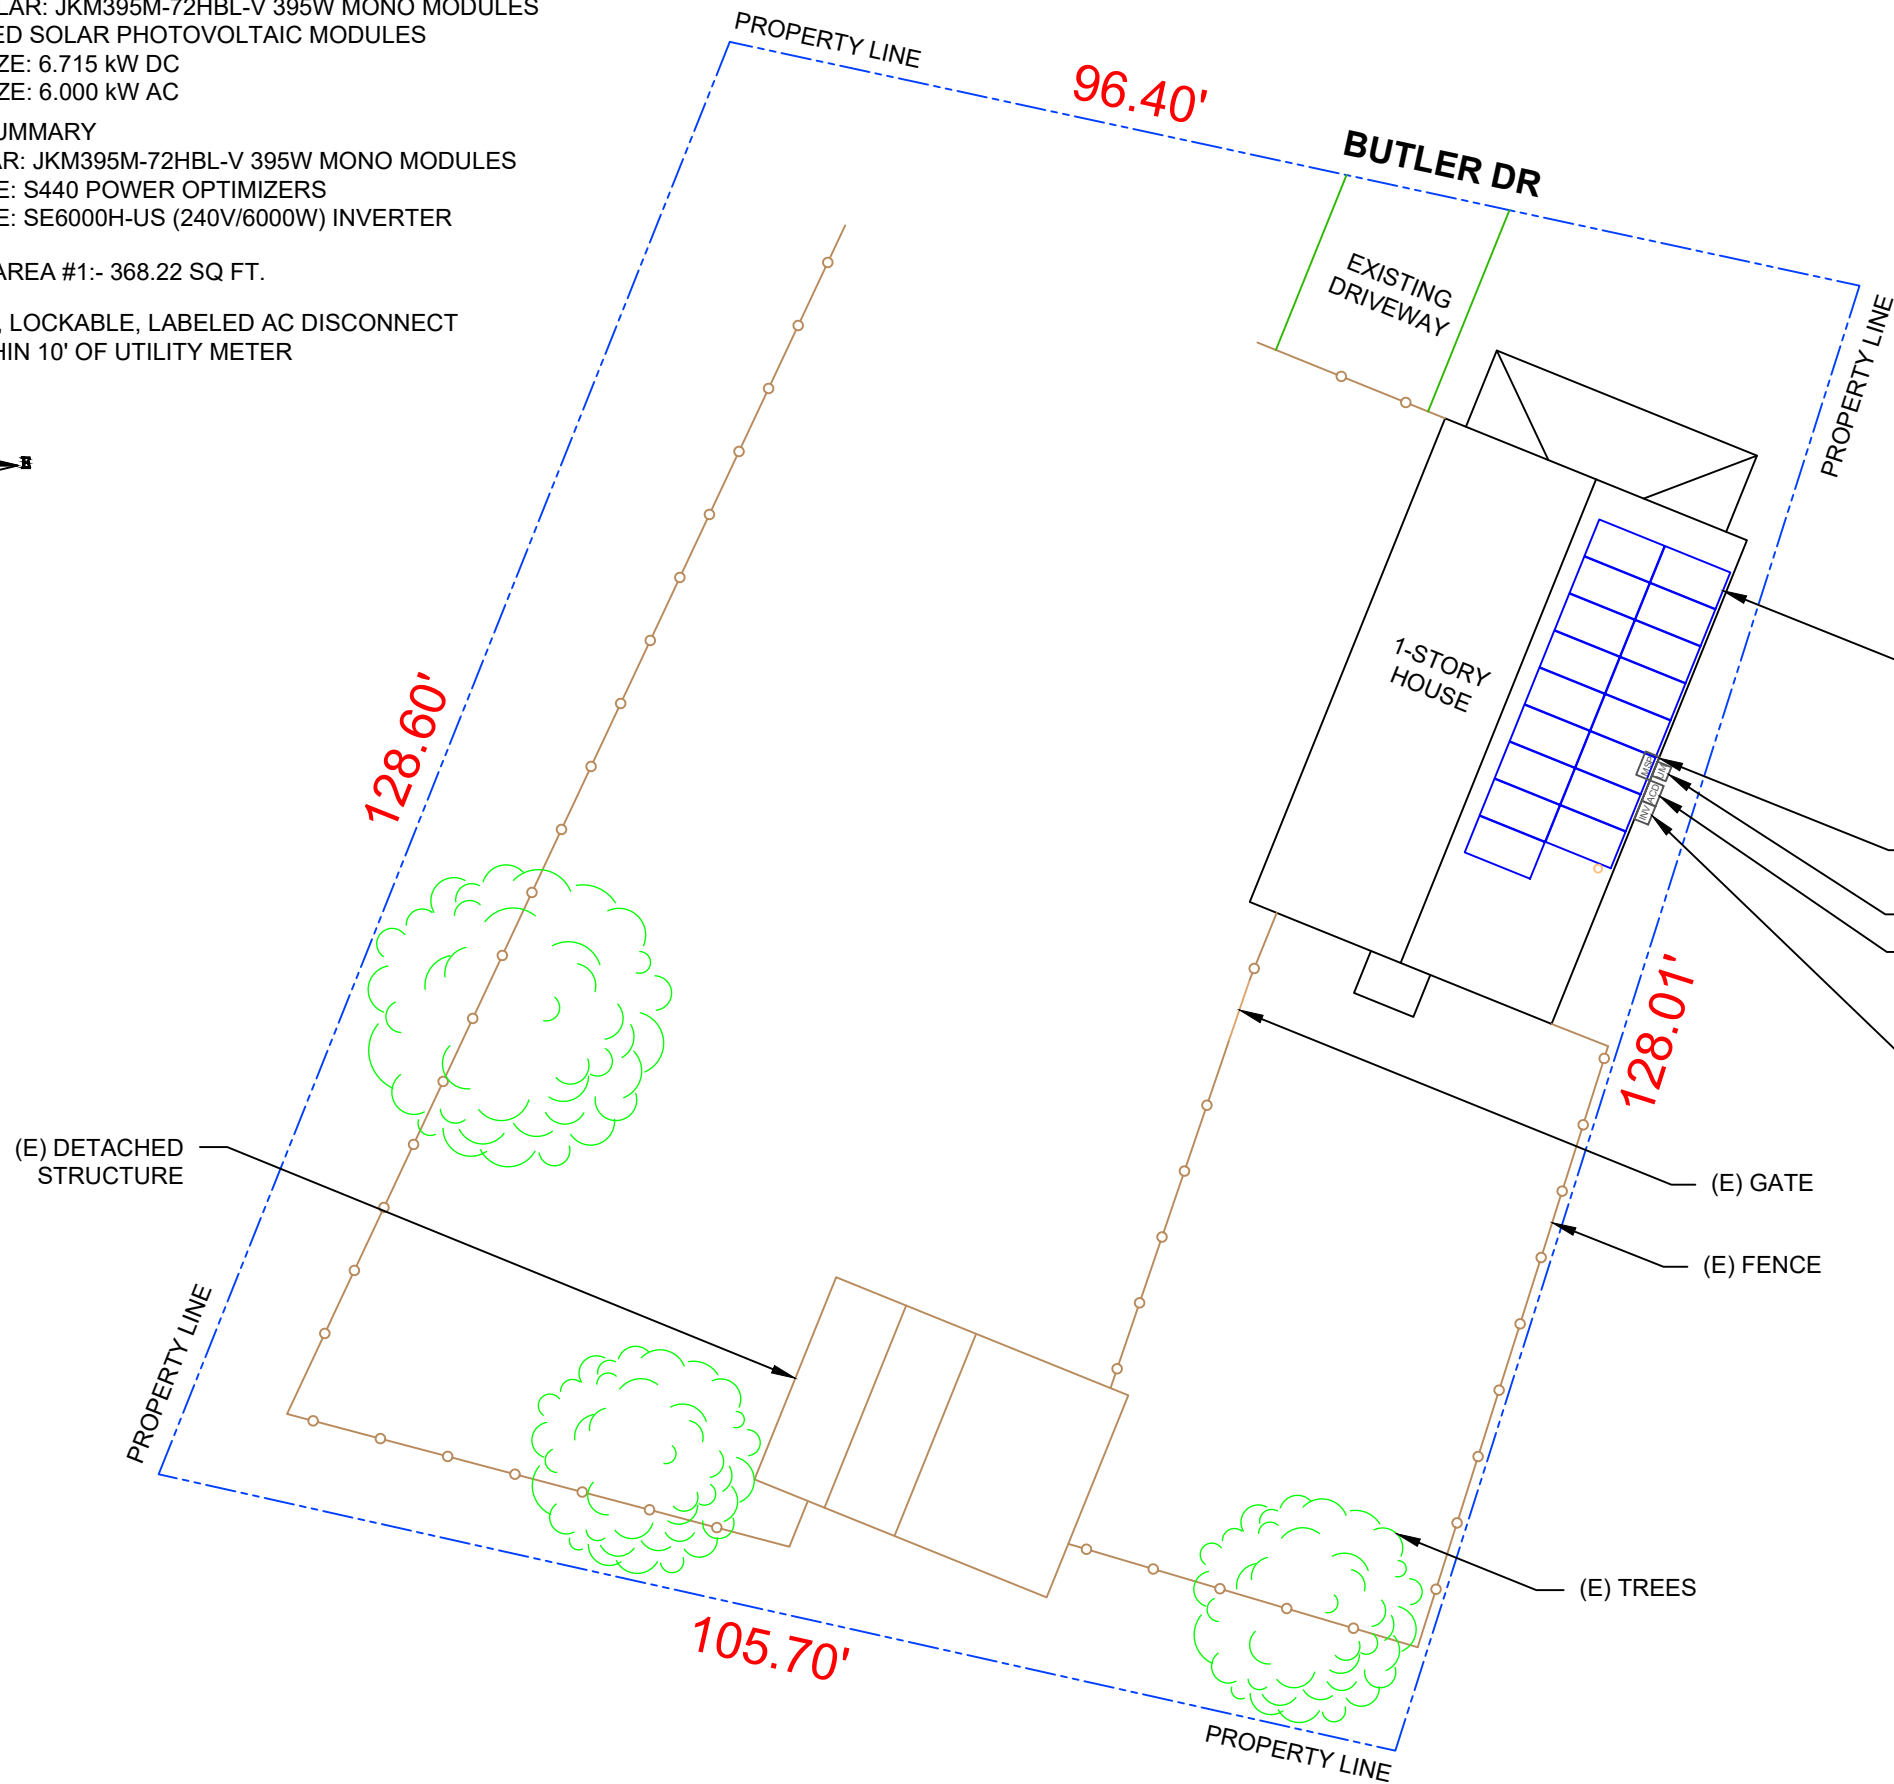 LAR: JKM395M-72HBL-V 395W MONO MODULES
ED SOLAR PHOTOVOLTAIC MODULES
ZE: 6.715 kW DC
ZE: 6.000 kW AC
UMMARY
AR: JKM395M-72HBL-V 395W MONO MODULES
E: S440 POWER OPTIMIZERS
E: SE6000H-US (240V/6000W) INVERTER
AREA #1:- 368.22 SQ FT.
, LOCKABLE, LABELED AC DISCONNECT
HIN 10' OF UTILITY METER
PROPERTY LINE
96.40'
BUTLER DR
EXISTING
DRIVEWAY
PROPERTY LINE
1-STORY
HOUSE
128.60'
MSP
UM
ACD
INV
128.01'
(E) DETACHED
STRUCTURE
(E) GATE
(E) FENCE
PROPERTY LINE
(E) TREES
105.70'
PROPERTY LINE